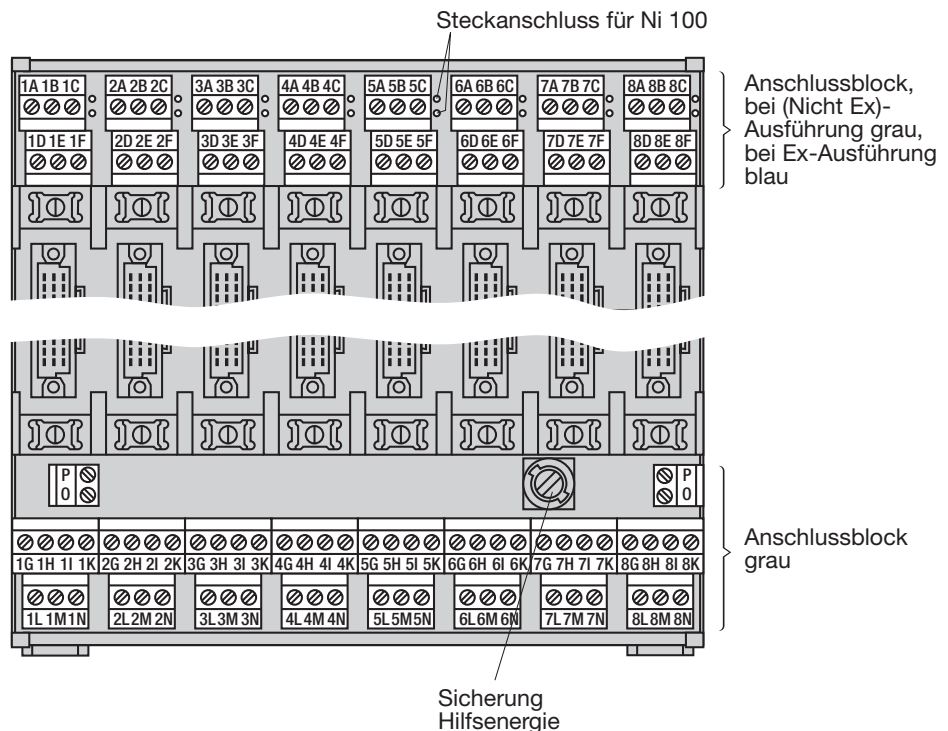 Steckanschluss für Ni 100
1A 1B 1C 2A 2B 2C 3A 3B 3C 4A 4B 4C 5A 5B 5C 6A 6B 6C 7A 7B 7C 8A 8B 8C
1D 1E 1F 2D 2E 2F 3D 3E 3F 4D 4E 4F 5D 5E 5F 6D 6E 6F 7D 7E 7F 8D 8E 8F
Anschlussblock,
bei (Nicht Ex)-
Ausführung grau,
bei Ex-Ausführung
blau
P P
0 0
1G 1H 1I 1K 2G 2H 2I 2K 3G 3H 3I 3K 4G 4H 4I 4K 5G 5H 5I 5K 6G 6H 6I 6K 7G 7H 7I 7K 8G 8H 8I 8K
1L 1M 1N 2L 2M 2N 3L 3M 3N 4L 4M 4N 5L 5M 5N 6L 6M 6N 7L 7M 7N 8L 8M 8N
Anschlussblock
grau
Sicherung
Hilfsenergie